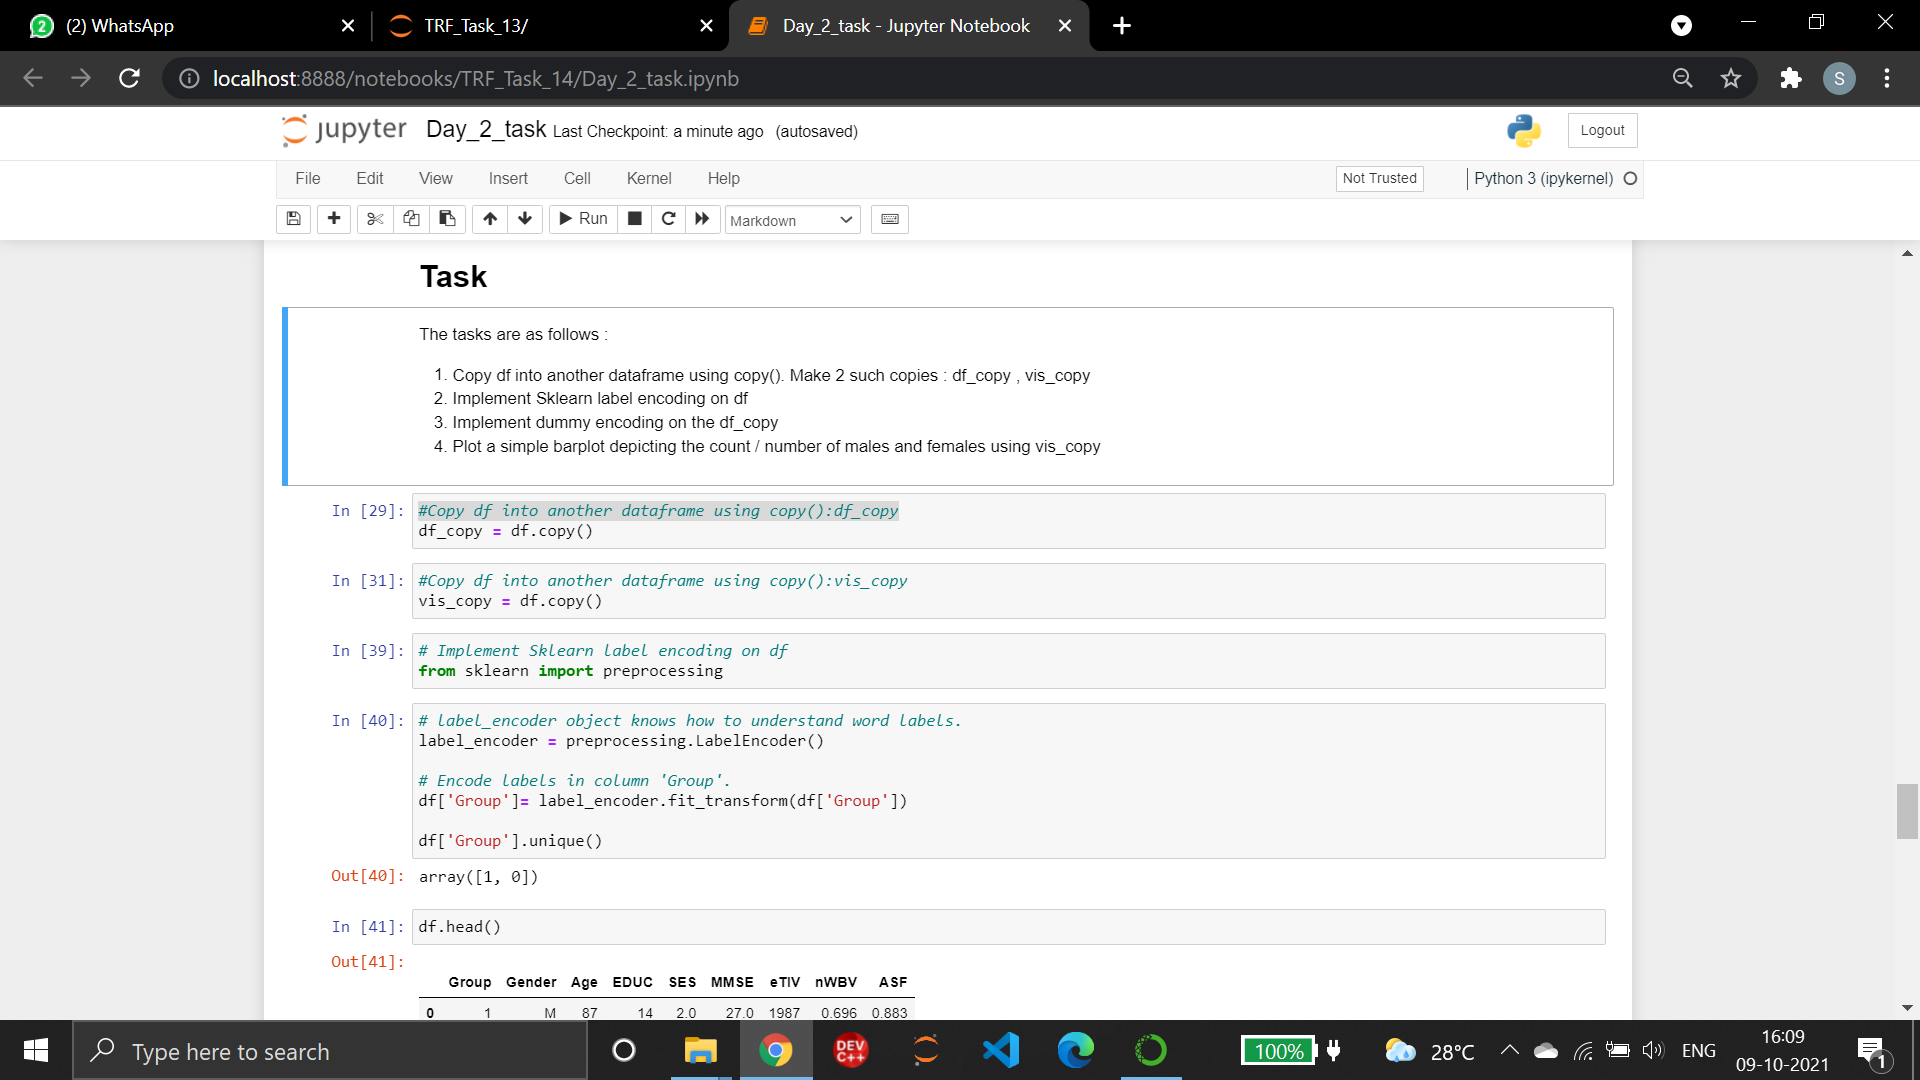 (2) WhatsApp
TRF_Task_13/
Day_2_task - Jupyter Notebook
localhost:8888/notebooks/TRF_Task_14/Day_2_task.ipynb
S
jupyter Day_2_task Last Checkpoint: a minute ago (autosaved)
Logout
File Edit View Insert Cell Kernel Help
Not Trusted
Python 3 (ipykernel)
Run
Markdown
Task
The tasks are as follows :
1. Copy df into another dataframe using copy(). Make 2 such copies : df_copy , vis_copy
2. Implement Sklearn label encoding on df
3. Implement dummy encoding on the df_copy
4. Plot a simple barplot depicting the count / number of males and females using vis_copy
In [29]: #Copy df into another dataframe using copy():df_copy
df_copy = df.copy()
In [31]: #Copy df into another dataframe using copy():vis_copy
vis_copy = df.copy()
In [39]: # Implement Sklearn label encoding on df
from sklearn import preprocessing
In [40]: # label_encoder object knows how to understand word labels.
label_encoder = preprocessing.LabelEncoder()
# Encode labels in column 'Group'.
df['Group']= label_encoder.fit_transform(df['Group'])
df['Group'].unique()
Out[40]: array([1, 0])
In [41]: df.head()
Out[41]:
Group Gender Age EDUC SES MMSE eTIV nWBV ASF
0 1 M 87 14 2.0 27.0 1987 0.696 0.883
Type here to search
DEV
C++
100%
28°C
ENG
16:09
09-10-2021
1